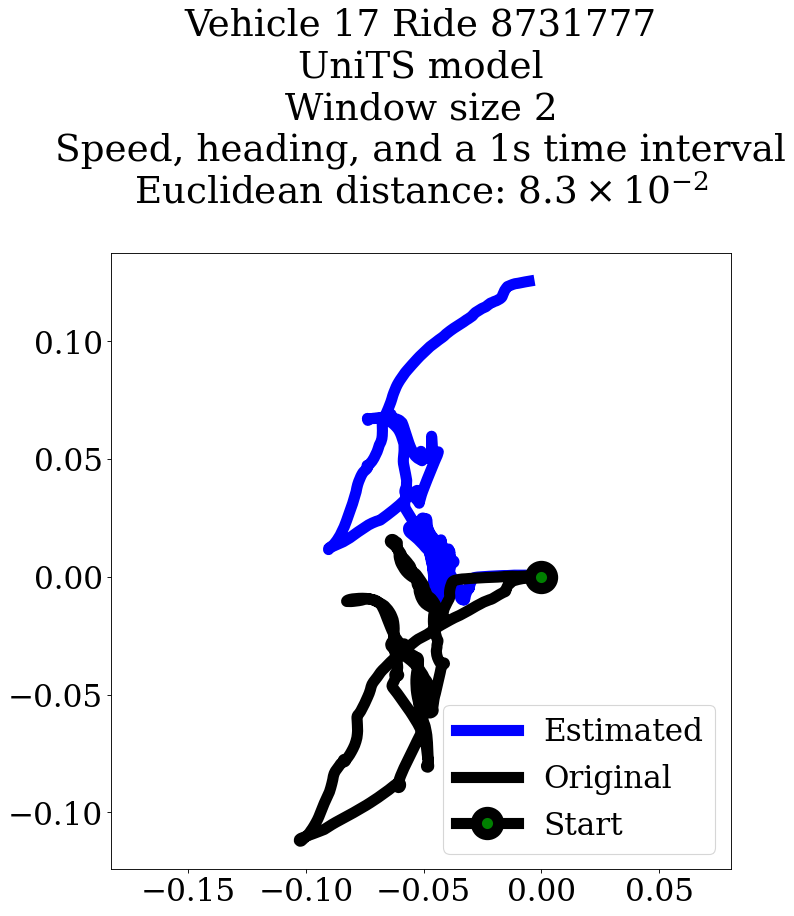 Vehicle 17 Ride 8731777
UniTS model
Window size 2
Speed, heading, and a 1s time interval
Euclidean distance: 8.3 × 10⁻²
0.10
0.05
0.00
−0.05
−0.10
Estimated
Original
Start
−0.15 −0.10 −0.05 0.00 0.05